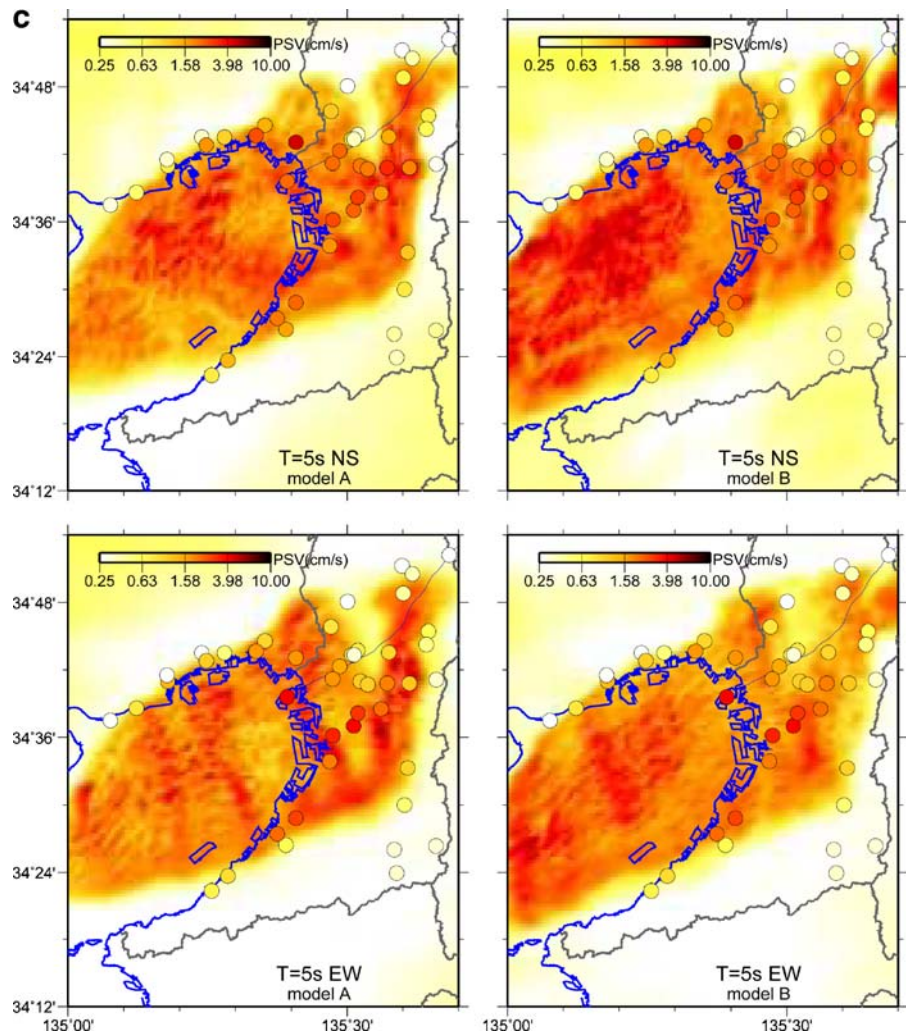 c
PSV(cm/s)
0.25 0.63 1.58 3.98 10.00
34°48'
34°36'
34°24'
34°12'
T=5s NS
model A
PSV(cm/s)
0.25 0.63 1.58 3.98 10.00
T=5s NS
model B
PSV(cm/s)
0.25 0.63 1.58 3.98 10.00
34°48'
34°36'
34°24'
34°12'
T=5s EW
model A
135°00' 135°30'
PSV(cm/s)
0.25 0.63 1.58 3.98 10.00
T=5s EW
model B
135°00' 135°30'